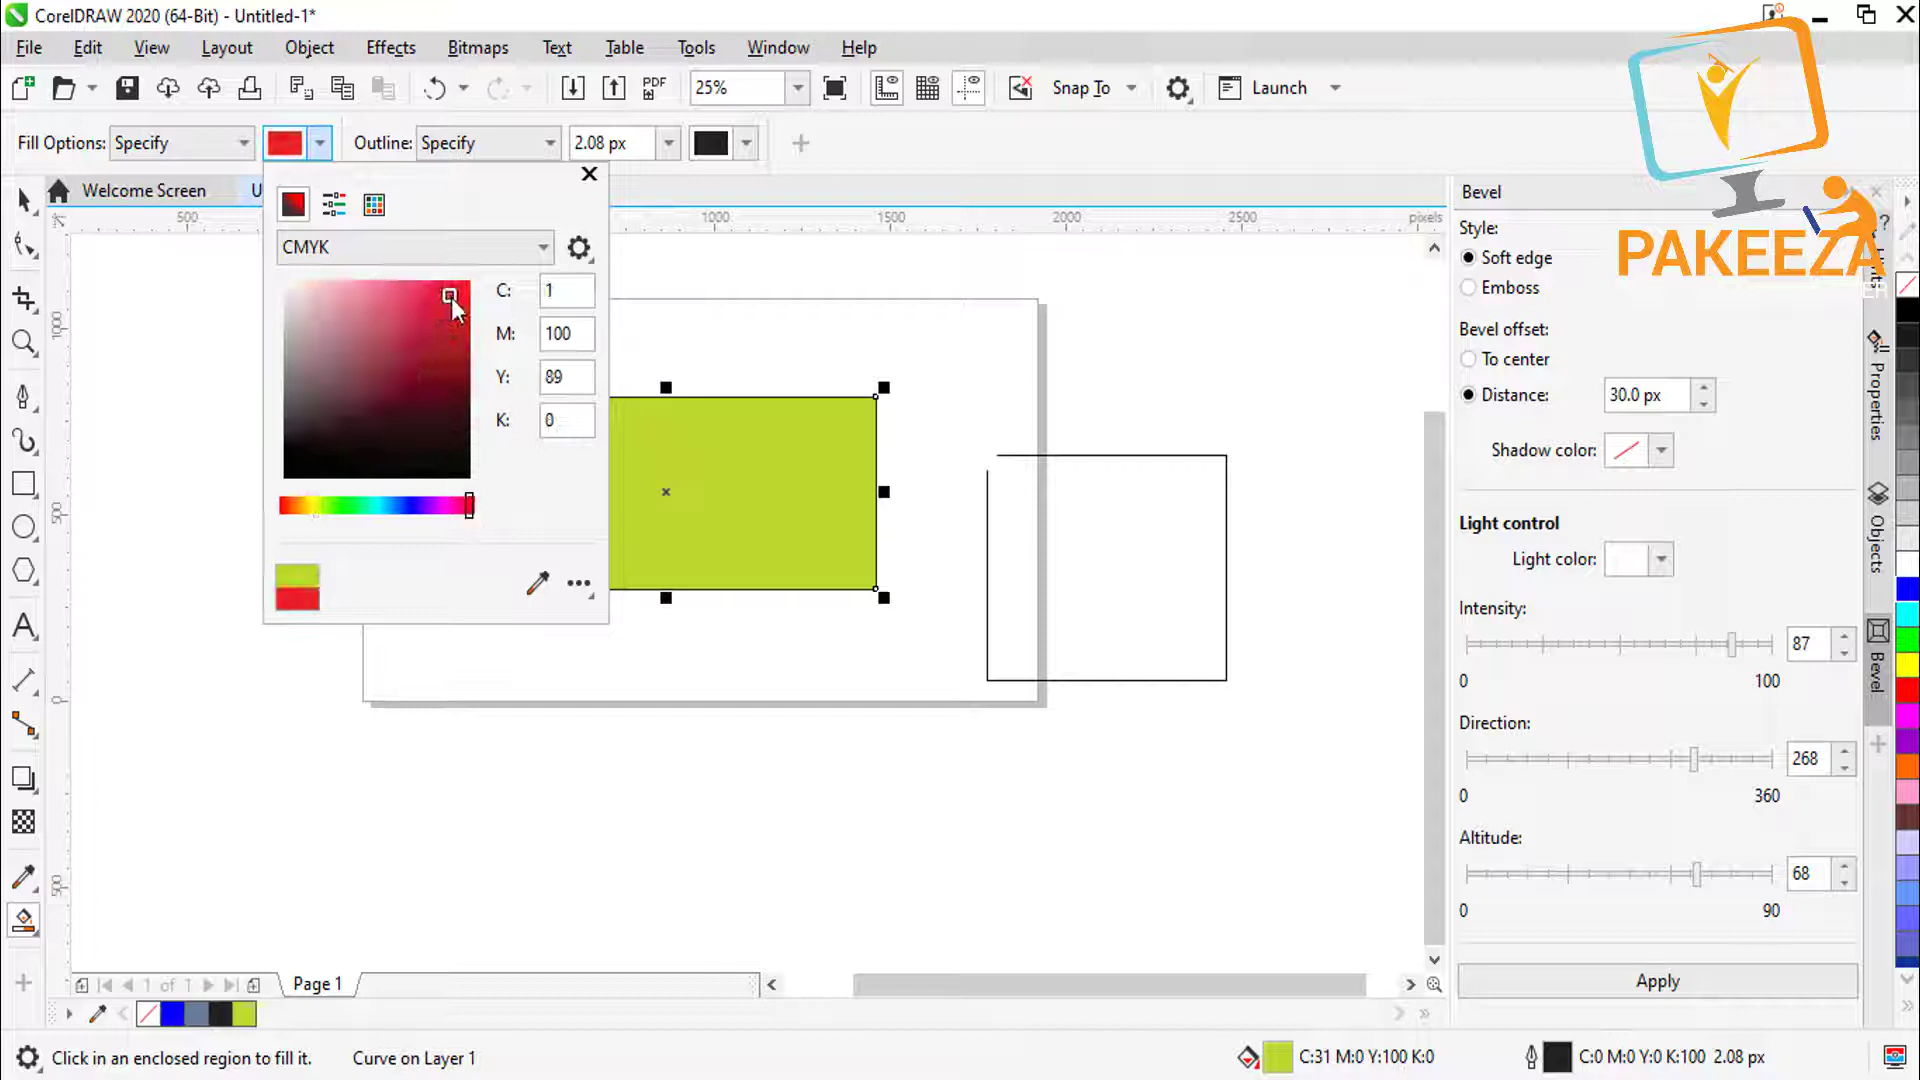 CorelDRAW 2020 (64-Bit) - Untitled-1*
File Edit View Layout Object Effects Bitmaps Text Table Tools Window Help
PDF 25% Snap To Launch
Fill Options: Specify Outline: Specify 2.08 px
Welcome Screen U
500 1000 1500 2000 2500 pixels
CMYK
C: 1
M: 100
Y: 89
K: 0
1000
500
0
500
Bevel
PAKEEZA
Style:
Soft edge
Emboss
Bevel offset:
To center
Distance: 30.0 px
Shadow color:
Light control
Light color:
Intensity:
87
0 100
Direction:
268
0 360
Altitude:
68
0 90
Apply
Properties
Objects
Bevel
1 of 1 Page 1
Click in an enclosed region to fill it. Curve on Layer 1 C:31 M:0 Y:100 K:0 C:0 M:0 Y:0 K:100 2.08 px